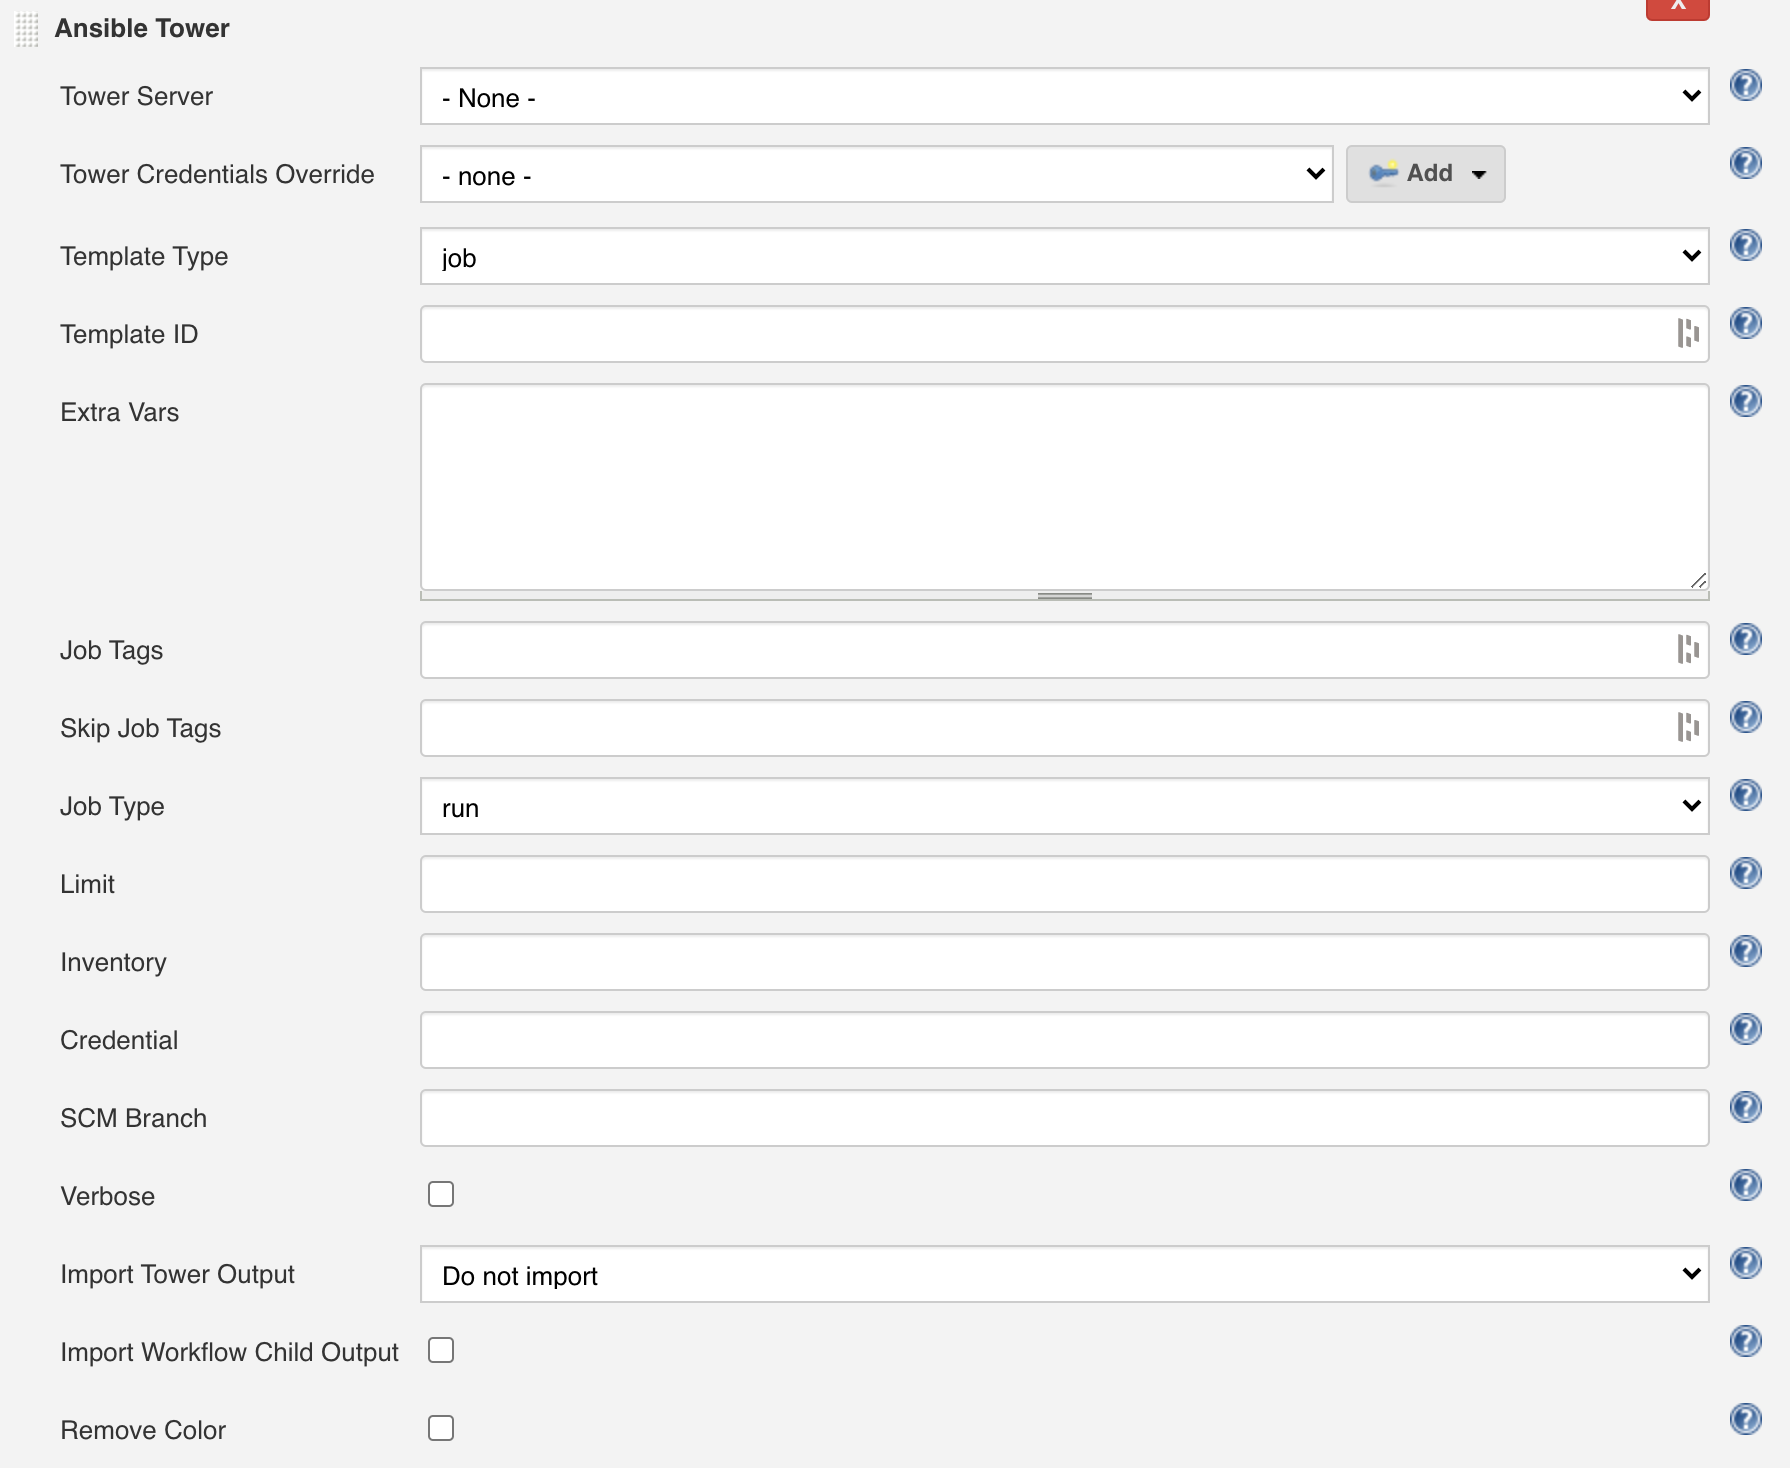 X
Ansible Tower
Tower Server
- None -
Tower Credentials Override
- none -
Add
Template Type
job
Template ID
Extra Vars
Job Tags
Skip Job Tags
Job Type
run
Limit
Inventory
Credential
SCM Branch
Verbose
Import Tower Output
Do not import
Import Workflow Child Output
Remove Color